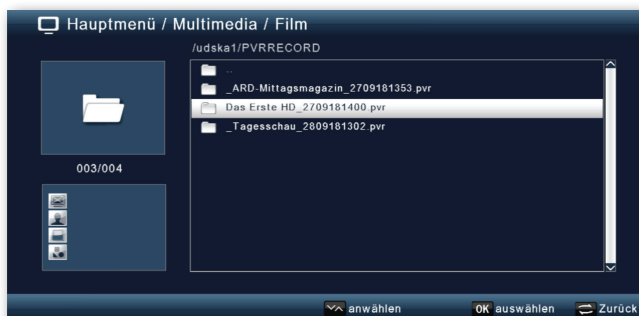 Hauptmenü / Multimedia / Film
/udska1/PVRRECORD
..
_ARD-Mittagsmagazin_2709181353.pvr
Das Erste HD_2709181400.pvr
_Tagesschau_2809181302.pvr
003/004
anwählen OK auswählen Zurück